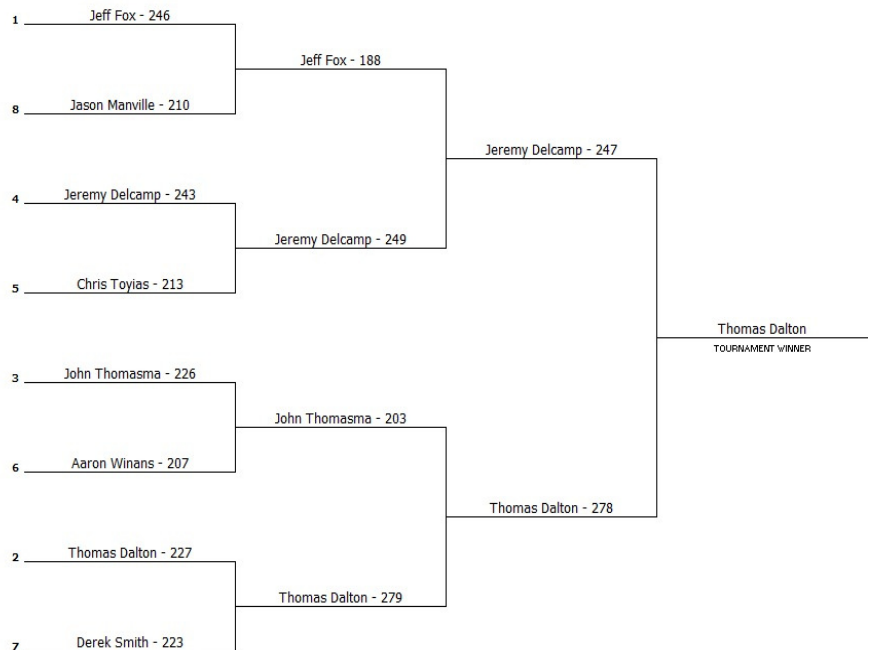 1 Jeff Fox - 246
Jeff Fox - 188
8 Jason Manville - 210
Jeremy Delcamp - 247
4 Jeremy Delcamp - 243
Jeremy Delcamp - 249
5 Chris Toyias - 213
Thomas Dalton
TOURNAMENT WINNER
3 John Thomasma - 226
John Thomasma - 203
6 Aaron Winans - 207
Thomas Dalton - 278
2 Thomas Dalton - 227
Thomas Dalton - 279
7 Derek Smith - 223